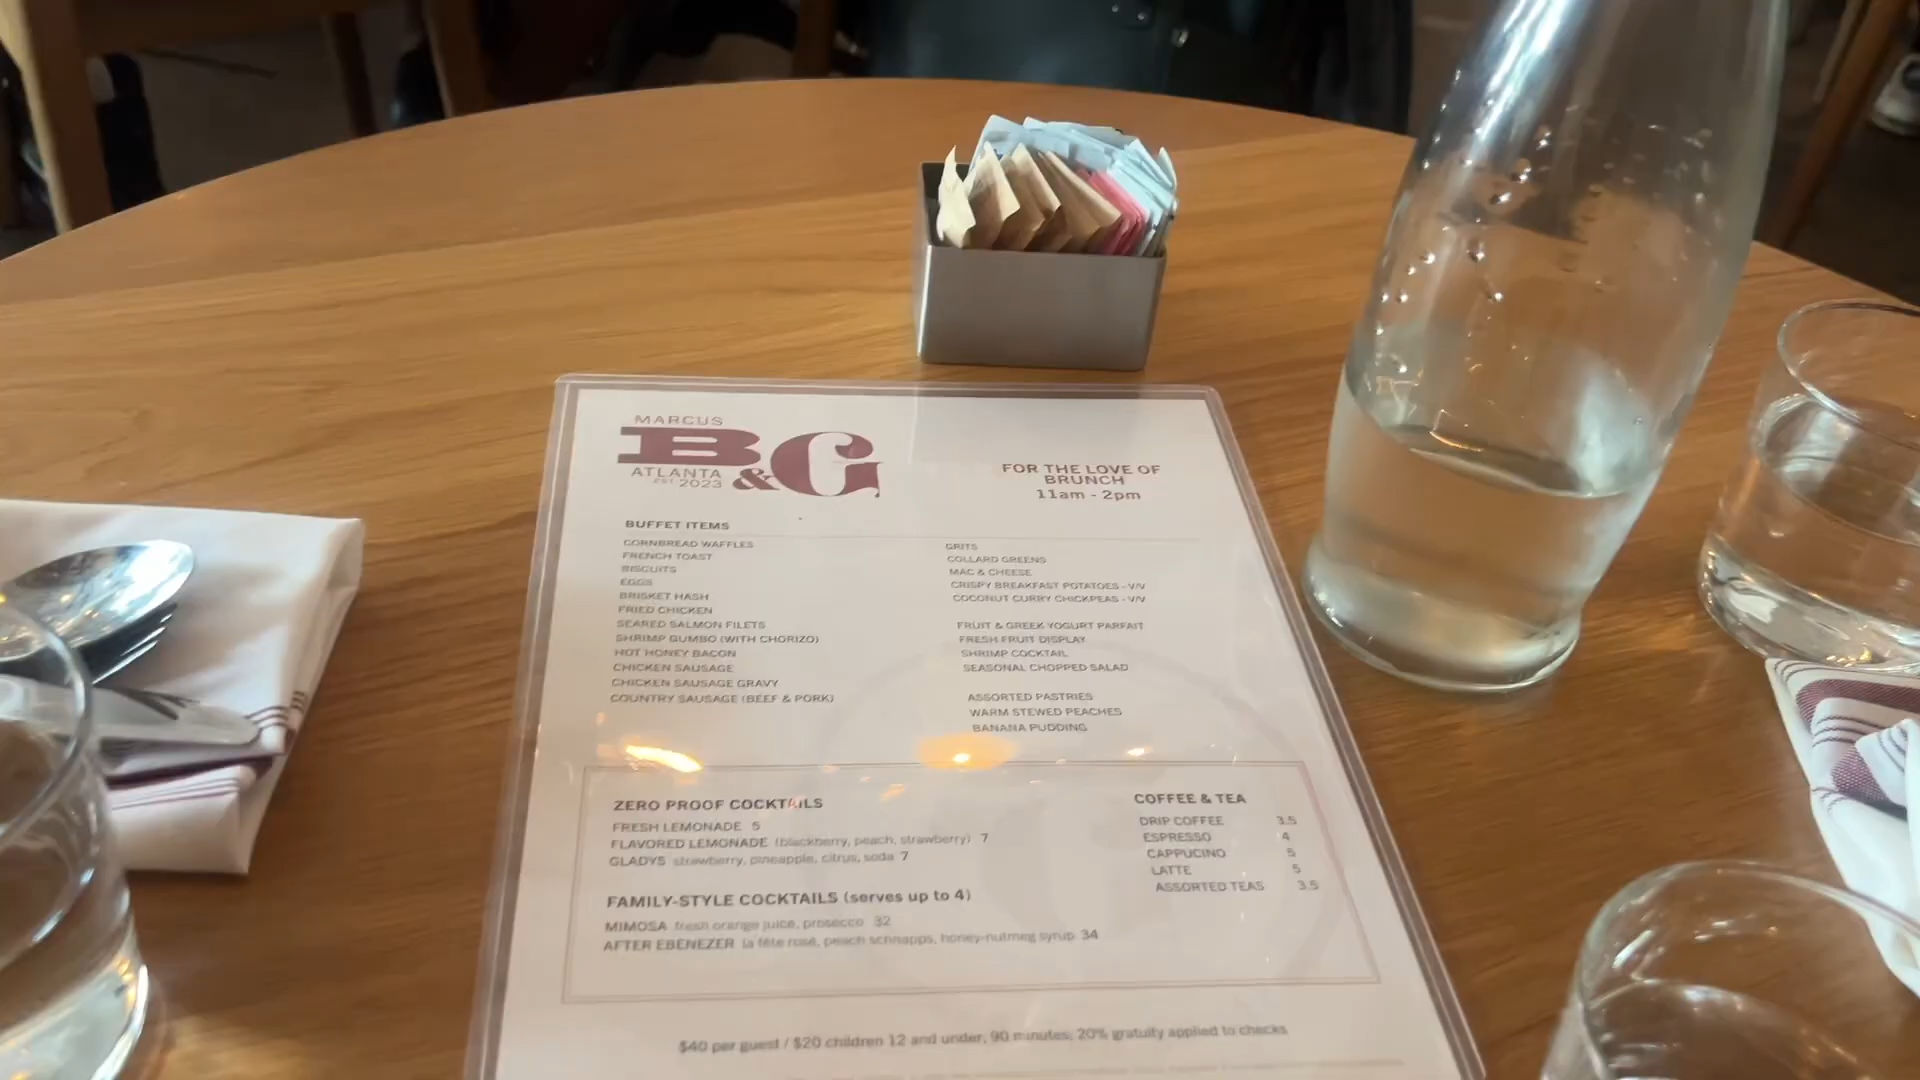 MARCUS
B&G
ATLANTA
EST. 2023
FOR THE LOVE OF
BRUNCH
11am - 2pm
BUFFET ITEMS
CORNBREAD WAFFLES
FRENCH TOAST
BISCUITS
EGGS
BRISKET HASH
FRIED CHICKEN
SEARED SALMON FILETS
SHRIMP GUMBO (WITH CHORIZO)
HOT HONEY BACON
CHICKEN SAUSAGE
CHICKEN SAUSAGE GRAVY
COUNTRY SAUSAGE (BEEF & PORK)
GRITS
COLLARD GREENS
MAC & CHEESE
CRISPY BREAKFAST POTATOES - V/V
COCONUT CURRY CHICKPEAS - V/V
FRUIT & GREEK YOGURT PARFAIT
FRESH FRUIT DISPLAY
SHRIMP COCKTAIL
SEASONAL CHOPPED SALAD
ASSORTED PASTRIES
WARM STEWED PEACHES
BANANA PUDDING
ZERO PROOF COCKTAILS
FRESH LEMONADE 5
FLAVORED LEMONADE (blackberry, peach, strawberry) 7
GLADYS strawberry, pineapple, citrus, soda 7
FAMILY-STYLE COCKTAILS (serves up to 4)
MIMOSA fresh orange juice, prosecco 32
AFTER EBENEZER la fête rosé, peach schnapps, honey-nutmeg syrup 34
COFFEE & TEA
DRIP COFFEE 3.5
ESPRESSO 4
CAPPUCINO 5
LATTE 5
ASSORTED TEAS 3.5
$40 per guest / $20 children 12 and under, 90 minutes; 20% gratuity applied to checks